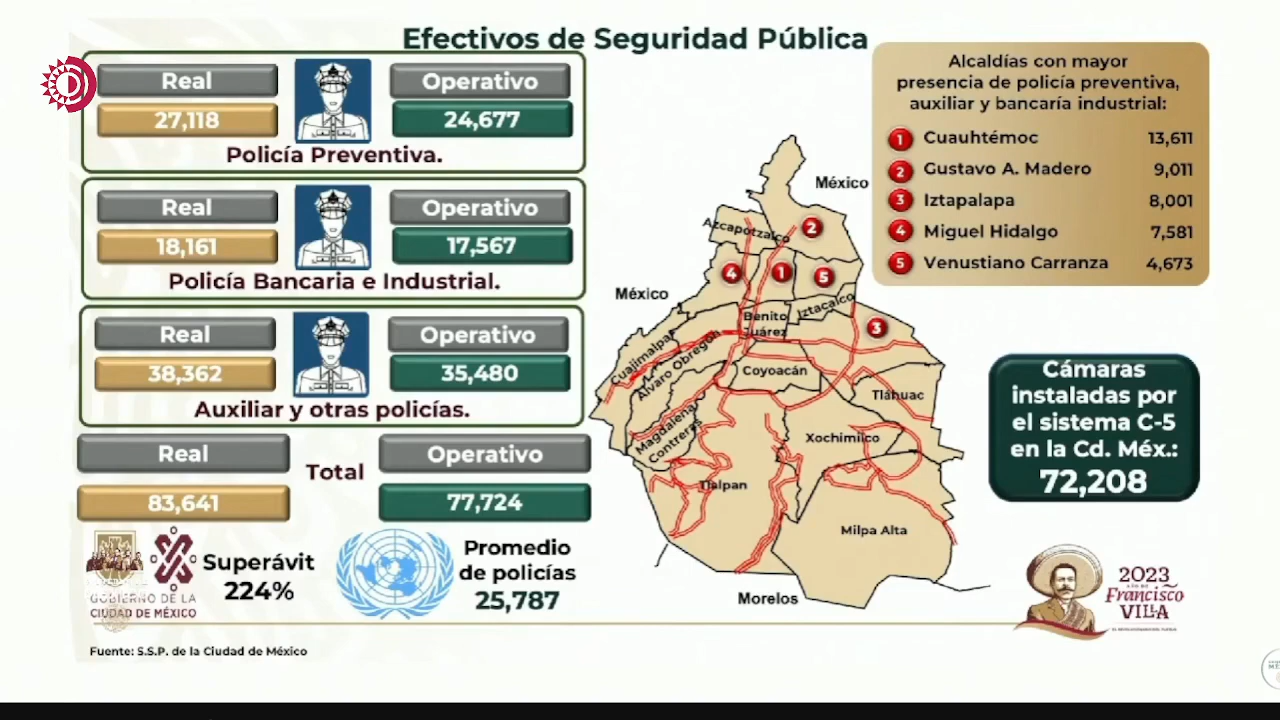 Efectivos de Seguridad Pública
Real
Operativo
27,118
24,677
Policía Preventiva.
Real
Operativo
18,161
17,567
Policía Bancaria e Industrial.
Real
Operativo
38,362
35,480
Auxiliar y otras policías.
Real
Total
Operativo
83,641
77,724
GOBIERNO DE LA
CIUDAD DE MÉXICO
Superávit
224%
Promedio
de policías
25,787
Fuente: S.S.P. de la Ciudad de México
México
Azcapotzalco
2
4
1
5
México
Iztacalco
Benito
Juárez
3
Cuajimalpa
Alvaro Obregón
Coyoacán
Tláhuac
Magdalena
Contreras
Xochimilco
Tlalpan
Milpa Alta
Morelos
Alcaldías con mayor
presencia de policía preventiva,
auxiliar y bancaría industrial:
1 Cuauhtémoc 13,611
2 Gustavo A. Madero 9,011
3 Iztapalapa 8,001
4 Miguel Hidalgo 7,581
5 Venustiano Carranza 4,673
Cámaras
instaladas por
el sistema C-5
en la Cd. Méx.:
72,208
2023
Francisco
VILLA